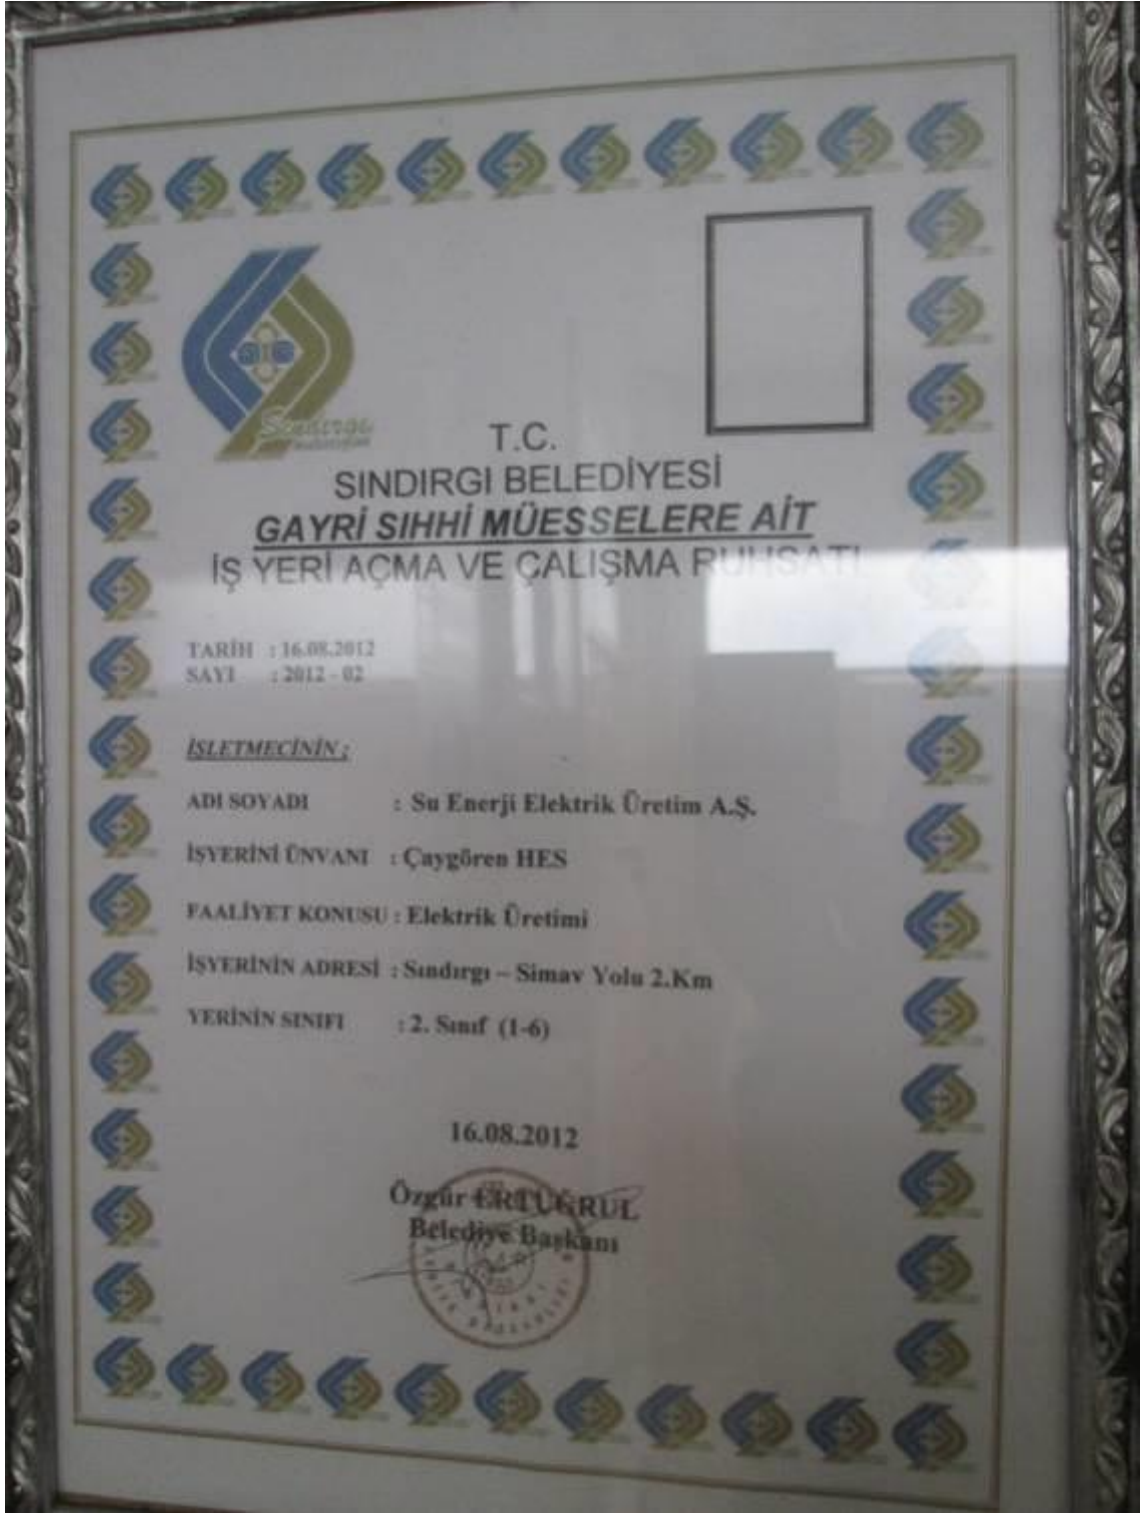 Sındırgı
T.C.
SINDIRGI BELEDİYESİ
GAYRİ SIHHİ MÜESSELERE AİT
İŞ YERİ AÇMA VE ÇALIŞMA RUHSATI
TARİH : 16.08.2012
SAYI : 2012 - 02
İŞLETMECİNİN ;
ADI SOYADI : Su Enerji Elektrik Üretim A.Ş.
İŞYERİNİ ÜNVANI : Çaygören HES
FAALİYET KONUSU : Elektrik Üretimi
İŞYERİNİN ADRESİ : Sındırgı – Simav Yolu 2.Km
YERİNİN SINIFI : 2. Sınıf (1-6)
16.08.2012
Özgür ERTUĞRUL
Belediye Başkanı